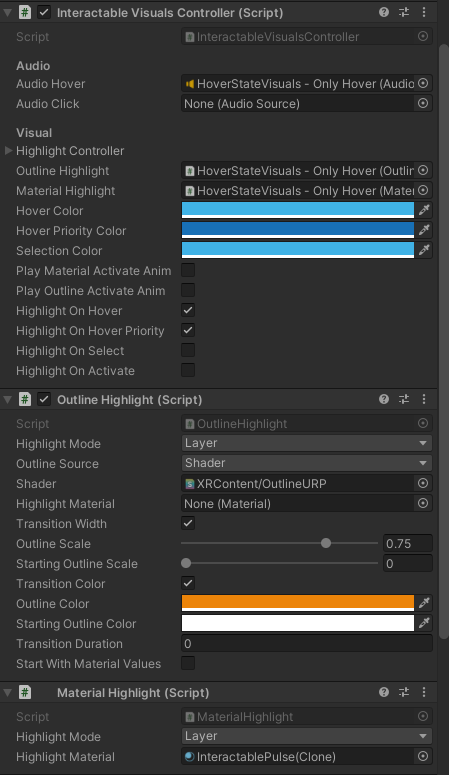 Interactable Visuals Controller (Script)
Script InteractableVisualsController
Audio
Audio Hover HoverStateVisuals - Only Hover (Audio
Audio Click None (Audio Source)
Visual
Highlight Controller
Outline Highlight HoverStateVisuals - Only Hover (Outlin
Material Highlight HoverStateVisuals - Only Hover (Mater
Hover Color
Hover Priority Color
Selection Color
Play Material Activate Anim
Play Outline Activate Anim
Highlight On Hover
Highlight On Hover Priority
Highlight On Select
Highlight On Activate
Outline Highlight (Script)
Script OutlineHighlight
Highlight Mode Layer
Outline Source Shader
Shader XRContent/OutlineURP
Highlight Material None (Material)
Transition Width
Outline Scale 0.75
Starting Outline Scale 0
Transition Color
Outline Color
Starting Outline Color
Transition Duration 0
Start With Material Values
Material Highlight (Script)
Script MaterialHighlight
Highlight Mode Layer
Highlight Material InteractablePulse(Clone)